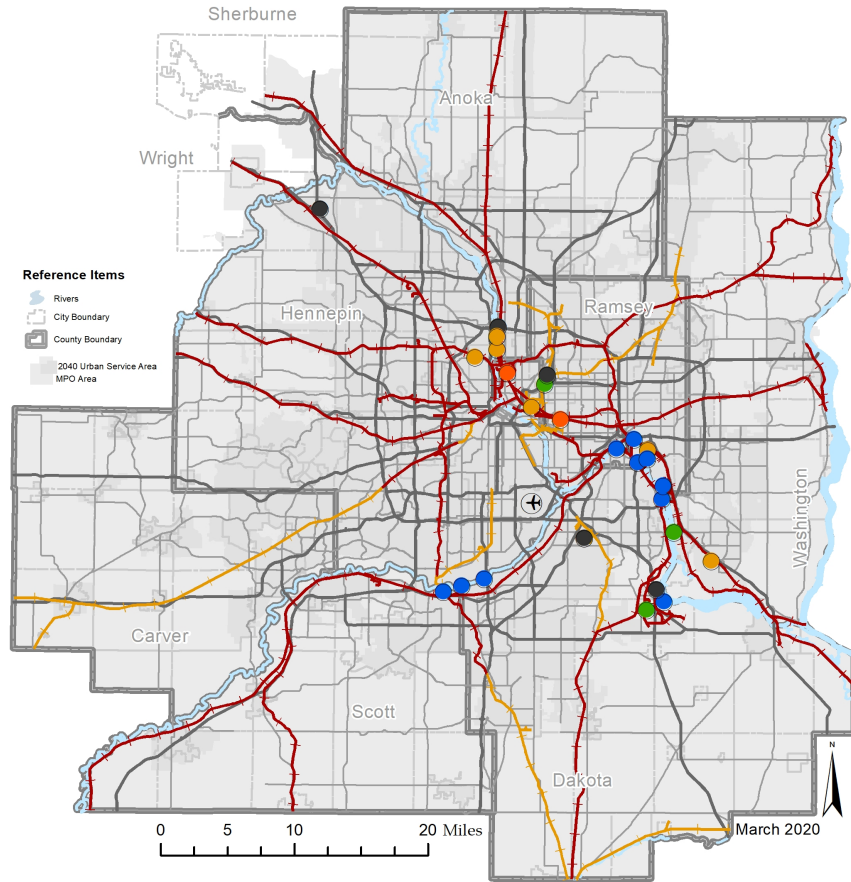 Sherburne
Anoka
Wright
Reference Items
Rivers
City Boundary
County Boundary
2040 Urban Service Area
MPO Area
Hennepin
Ramsey
Washington
Carver
Scott
Dakota
N
March 2020
0 5 10 20 Miles